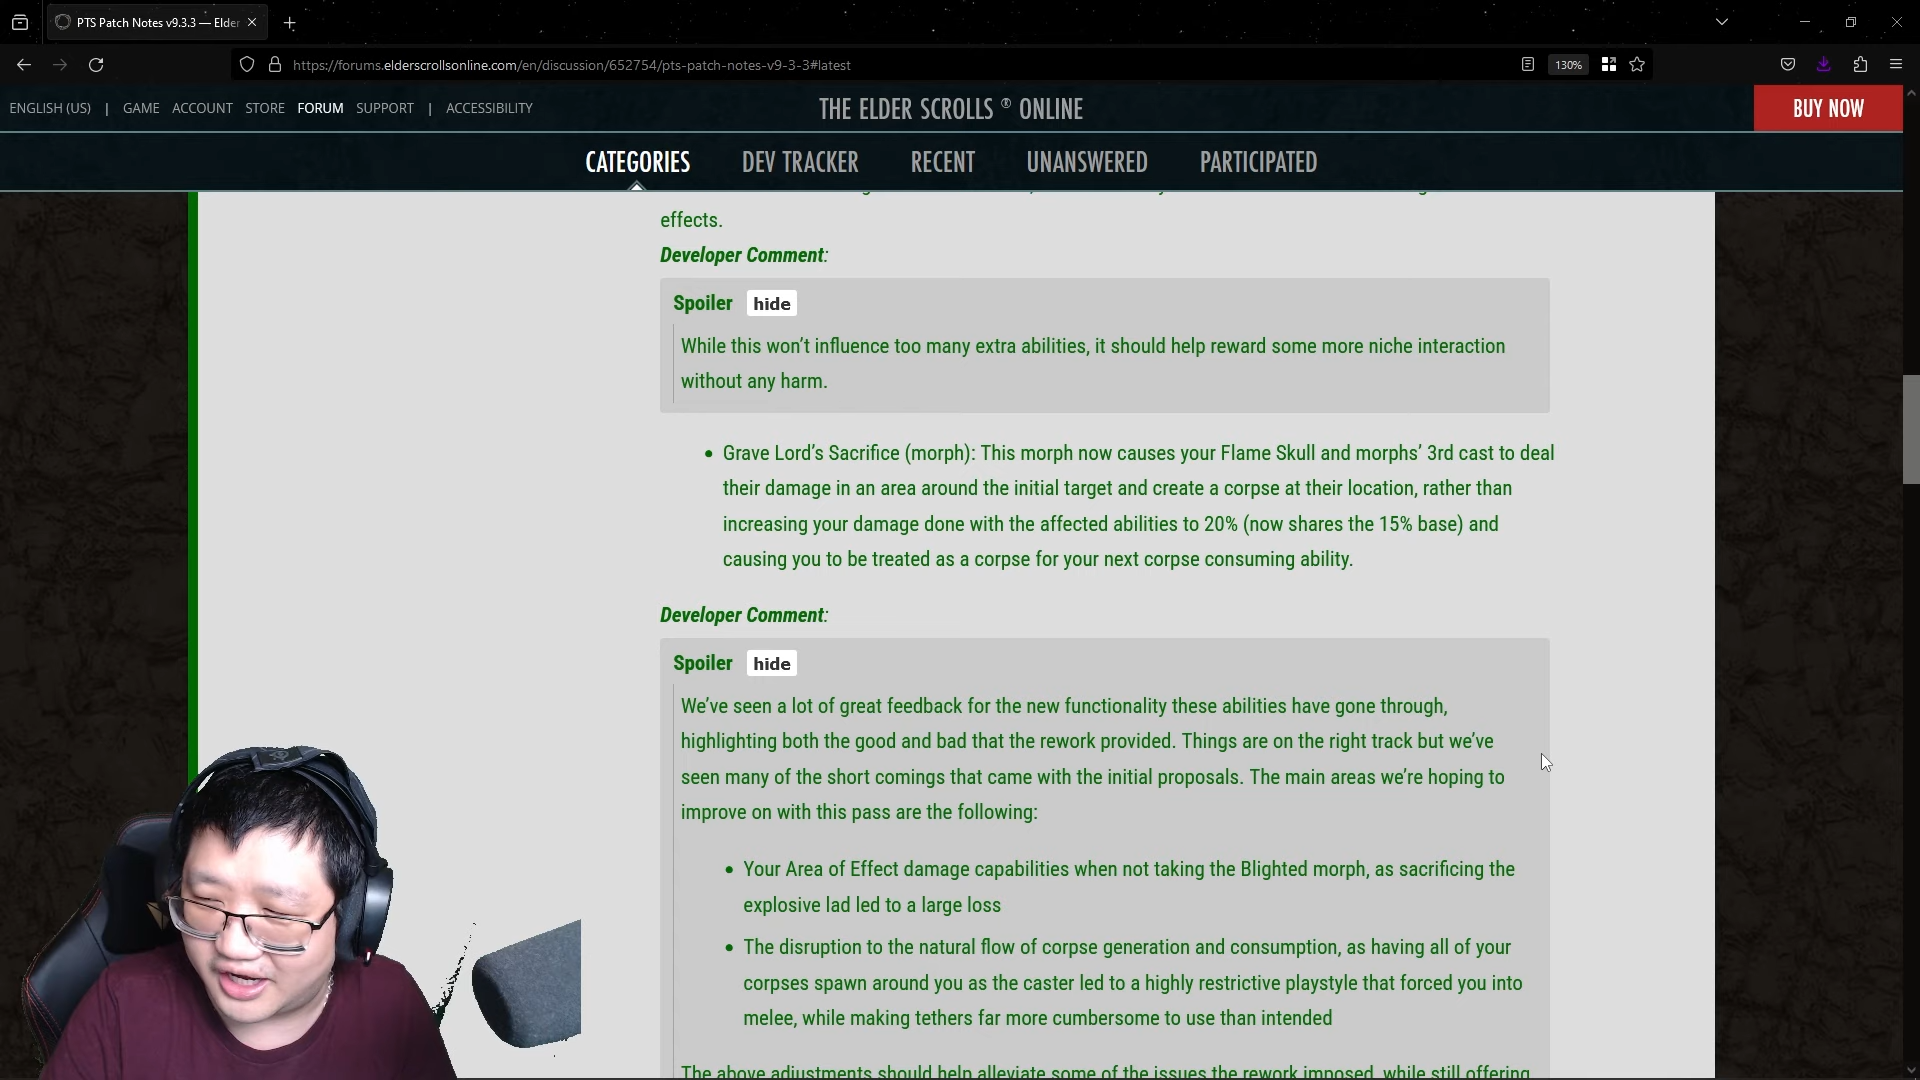 PTS Patch Notes v9.3.3 — Elder
https://forums.elderscrollsonline.com/en/discussion/652754/pts-patch-notes-v9-3-3#latest
130%
ENGLISH (US) | GAME ACCOUNT STORE FORUM SUPPORT | ACCESSIBILITY
THE ELDER SCROLLS ® ONLINE
BUY NOW
CATEGORIES DEV TRACKER RECENT UNANSWERED PARTICIPATED
effects.
Developer Comment:
Spoiler hide
While this won’t influence too many extra abilities, it should help reward some more niche interaction
without any harm.
• Grave Lord’s Sacrifice (morph): This morph now causes your Flame Skull and morphs’ 3rd cast to deal
their damage in an area around the initial target and create a corpse at their location, rather than
increasing your damage done with the affected abilities to 20% (now shares the 15% base) and
causing you to be treated as a corpse for your next corpse consuming ability.
Developer Comment:
Spoiler hide
We’ve seen a lot of great feedback for the new functionality these abilities have gone through,
highlighting both the good and bad that the rework provided. Things are on the right track but we’ve
seen many of the short comings that came with the initial proposals. The main areas we’re hoping to
improve on with this pass are the following:
• Your Area of Effect damage capabilities when not taking the Blighted morph, as sacrificing the
explosive lad led to a large loss
• The disruption to the natural flow of corpse generation and consumption, as having all of your
corpses spawn around you as the caster led to a highly restrictive playstyle that forced you into
melee, while making tethers far more cumbersome to use than intended
The above adjustments should help alleviate some of the issues the rework imposed, while still offering